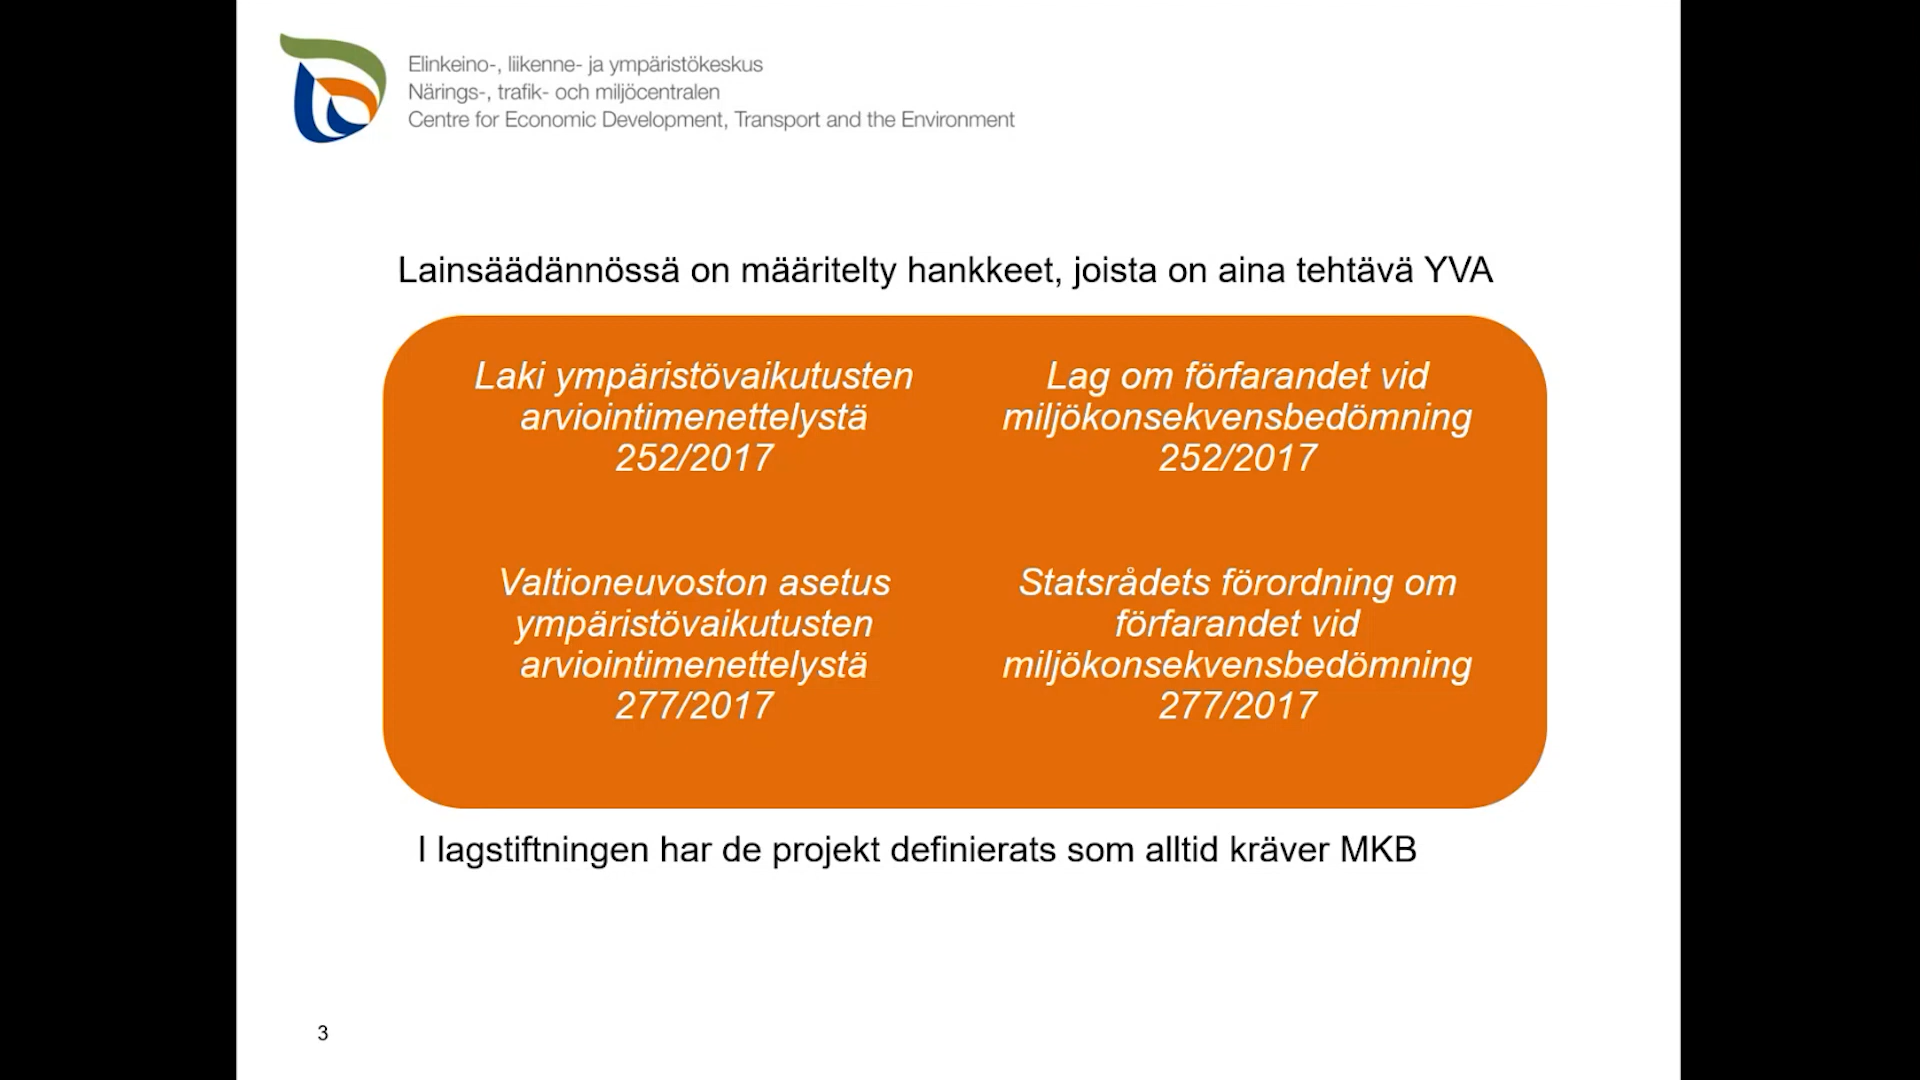 Elinkeino-, liikenne- ja ympäristökeskus
Närings-, trafik- och miljöcentralen
Centre for Economic Development, Transport and the Environment
Lainsäädännössä on määritelty hankkeet, joista on aina tehtävä YVA
Laki ympäristövaikutusten
arviointimenettelystä
252/2017
Lag om förfarandet vid
miljökonsekvensbedömning
252/2017
Valtioneuvoston asetus
ympäristövaikutusten
arviointimenettelystä
277/2017
Statsrådets förordning om
förfarandet vid
miljökonsekvensbedömning
277/2017
I lagstiftningen har de projekt definierats som alltid kräver MKB
3